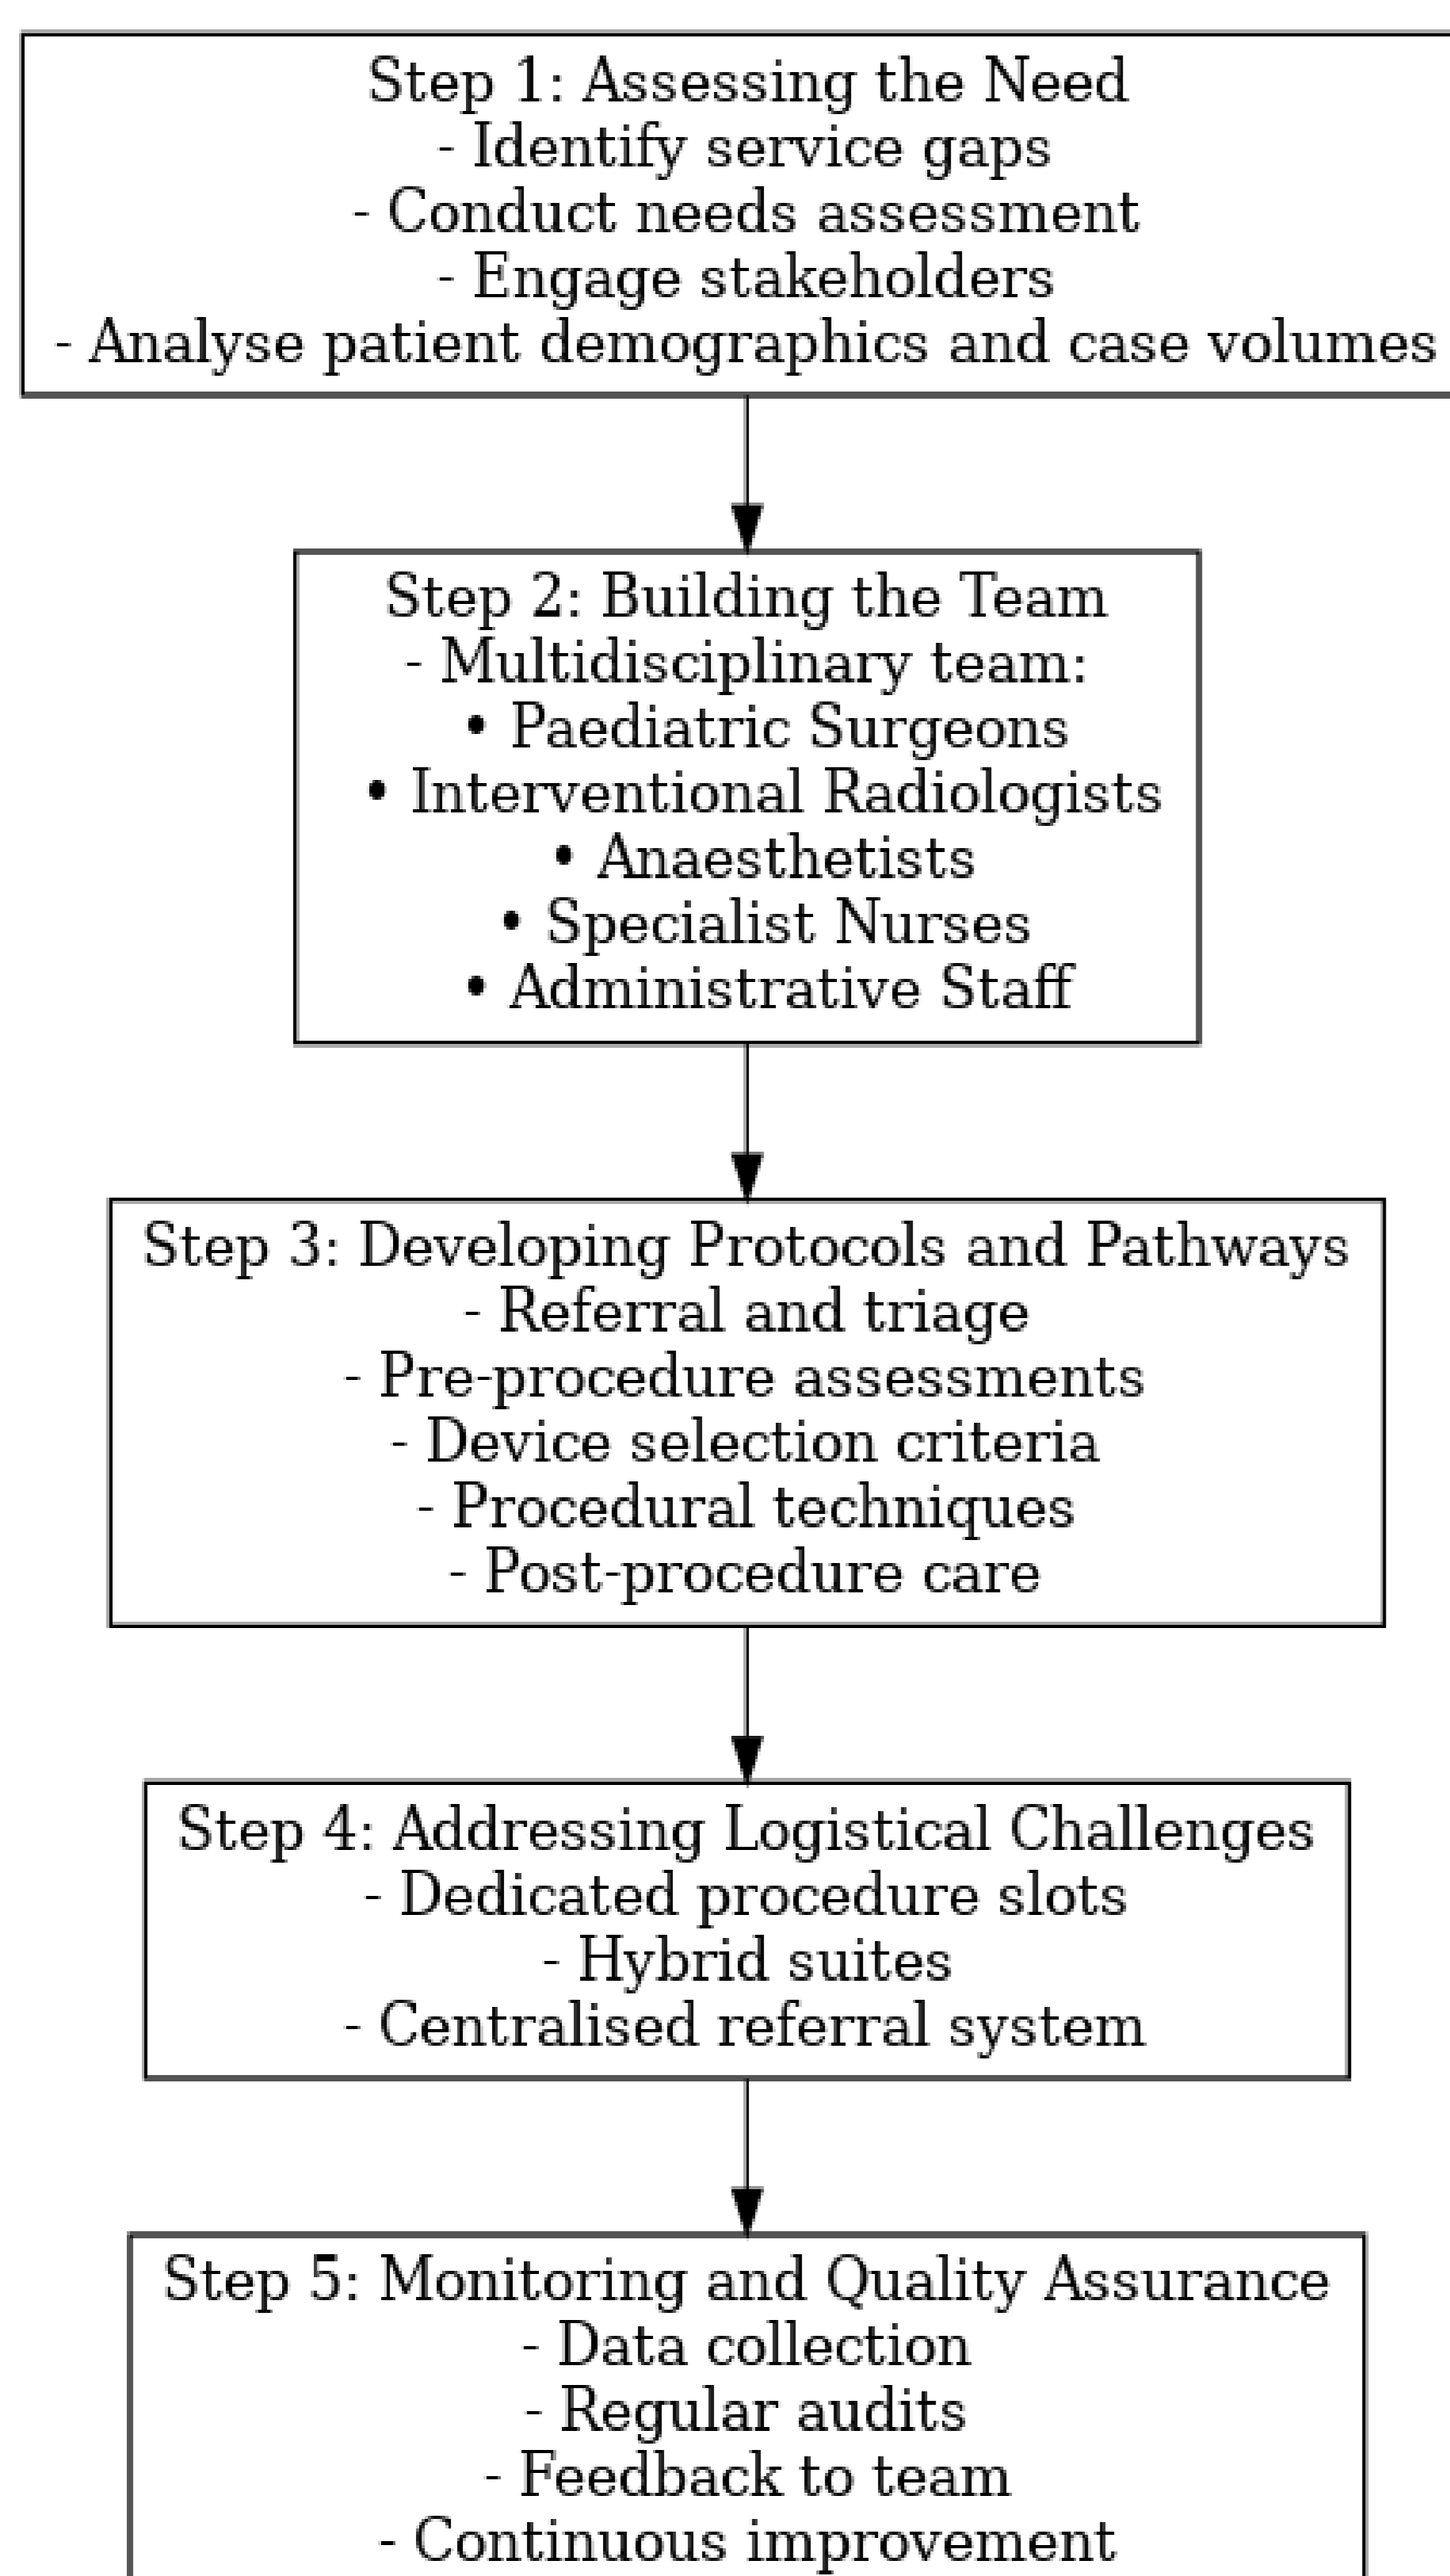 Step 1: Assessing the Need
- Identify service gaps
- Conduct needs assessment
- Engage stakeholders
- Analyse patient demographics and case volumes
Step 2: Building the Team
- Multidisciplinary team:
• Paediatric Surgeons
• Interventional Radiologists
• Anaesthetists
• Specialist Nurses
• Administrative Staff
Step 3: Developing Protocols and Pathways
- Referral and triage
- Pre-procedure assessments
- Device selection criteria
- Procedural techniques
- Post-procedure care
Step 4: Addressing Logistical Challenges
- Dedicated procedure slots
- Hybrid suites
- Centralised referral system
Step 5: Monitoring and Quality Assurance
- Data collection
- Regular audits
- Feedback to team
- Continuous improvement